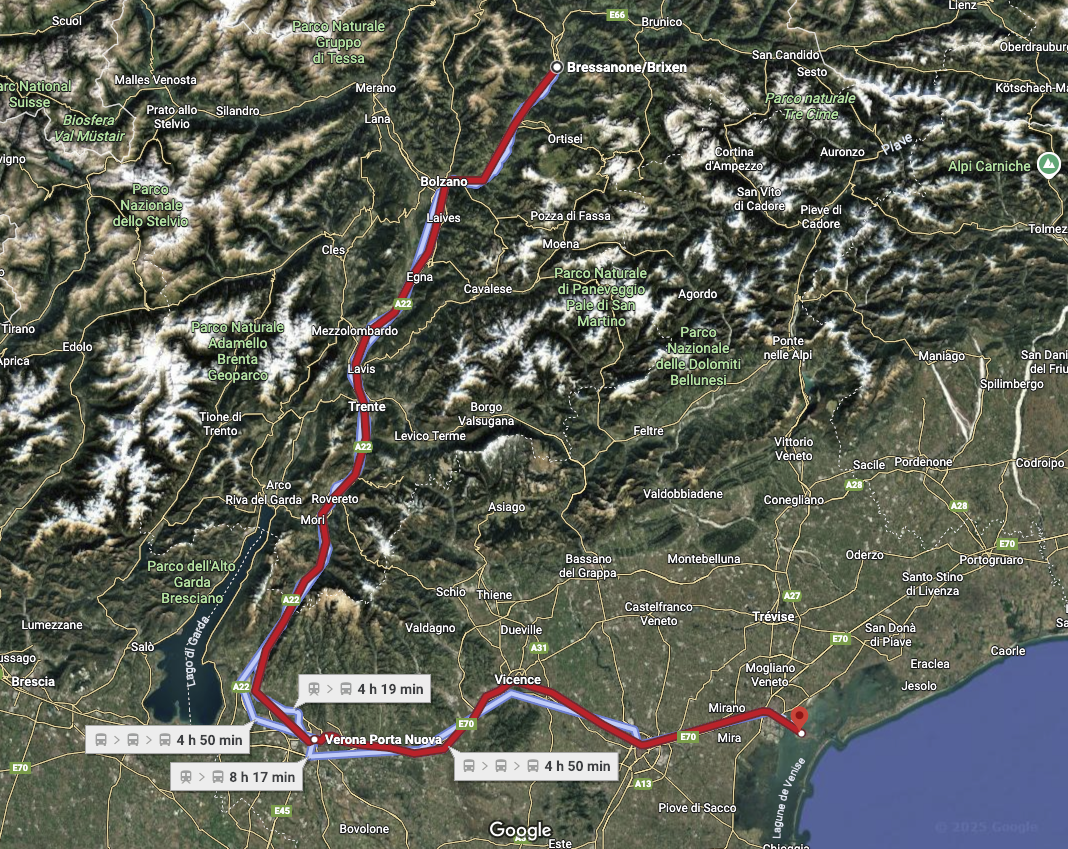 Scuol
Parco Naturale
Gruppo
di Tessa
E66
Brunico
Lienz
San Candido
Oberdrauburg
Bressanone/Brixen
Sesto
Malles Venosta
Merano
arc National
Suisse
Prato allo
Stelvio
Silandro
Lana
Parco naturale
Tre Cime
Kötschach-Ma
Biosfera
Val Müstair
Ortisei
Cortina
d'Ampezzo
Auronzo
Piave
Alpi Carniche
vigno
Bolzano
Parco
Nazionale
dello Stelvio
San Vito
di Cadore
Laives
Pozza di Fassa
Pieve di
Cadore
Tolmez
Cles
Moena
Egna
Parco Naturale
di Paneveggio
Pale di San
Martino
Cavalese
Agordo
A22
Tirano
Parco Naturale
Adamello
Brenta
Geoparco
Mezzolombardo
Parco
Nazionale
delle Dolomiti
Bellunesi
Ponte
nelle Alpi
Edolo
Aprica
Maniago
San Dani
del Friu
Lavis
Spilimbergo
Trente
Borgo
Valsugana
Tione di
Trento
Levico Terme
Feltre
A22
Vittorio
Veneto
Sacile
Pordenone
Codroipo
A28
Arco
Riva del Garda
Rovereto
Valdobbiadene
Conegliano
Asiago
A28
Mori
E70
Bassano
del Grappa
Montebelluna
Oderzo
Portogruaro
Parco dell'Alto
Garda
Bresciano
Santo Stino
di Livenza
A22
Schio
Thiene
A27
Castelfranco
Veneto
Lumezzane
Trévise
Valdagno
Dueville
San Donà
di Piave
E70
Salò
A31
Caorle
Lago di Garda
ussago
Brescia
Vicence
Mogliano
Veneto
Eraclea
Jesolo
A22
4 h 19 min
Mirano
E70
4 h 50 min
Verona Porta Nuova
E70
Mira
E70
8 h 17 min
4 h 50 min
A13
Lagune de Venise
E45
Piove di Sacco
Bovolone
Google
Este
Chioggia
© 2025 Google